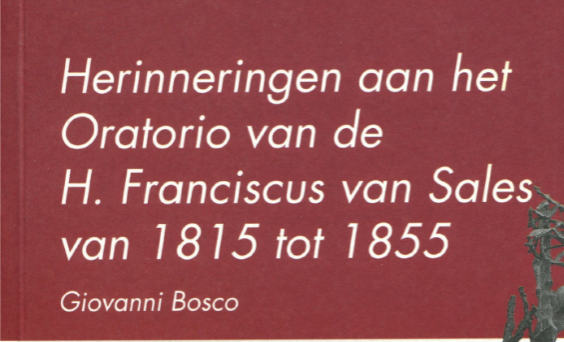 Herinneringen aan het
Oratorio van de
H. Franciscus van Sales
van 1815 tot 1855
Giovanni Bosco